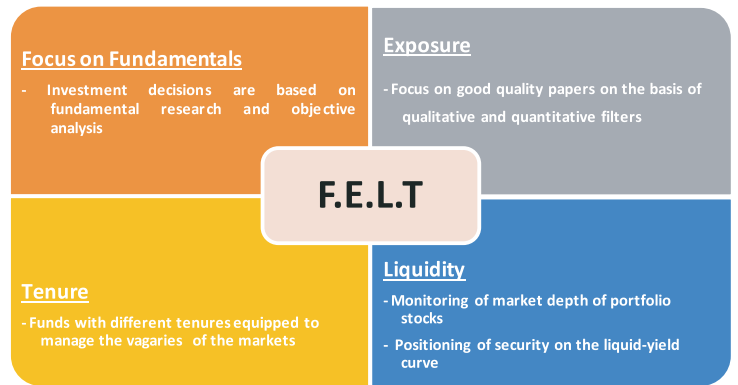 Focus on Fundamentals
- Investment decisions are based on
fundamental research and objective
analysis
Exposure
- Focus on good quality papers on the basis of
qualitative and quantitative filters
F.E.L.T
Tenure
- Funds with different tenures equipped to
manage the vagaries of the markets
Liquidity
- Monitoring of market depth of portfolio
stocks
- Positioning of security on the liquid-yield
curve